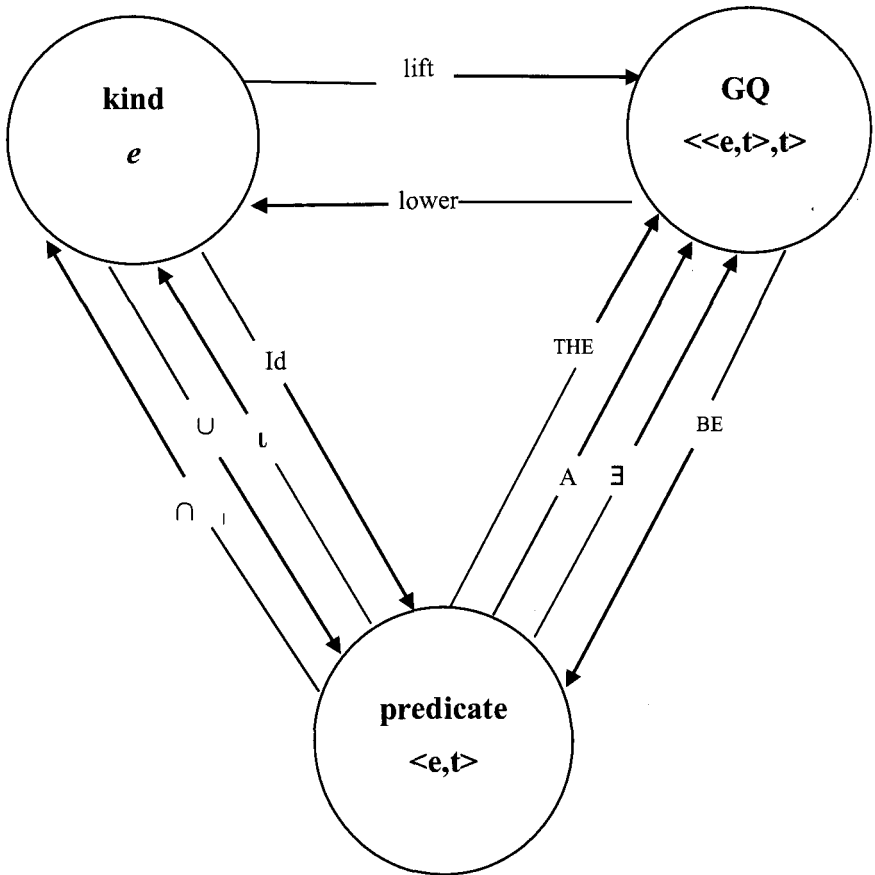 kind
e
lift
GQ
<<e,t>,t>
lower
Id
THE
∪
ι
BE
A
∃
∩
predicate
<e,t>